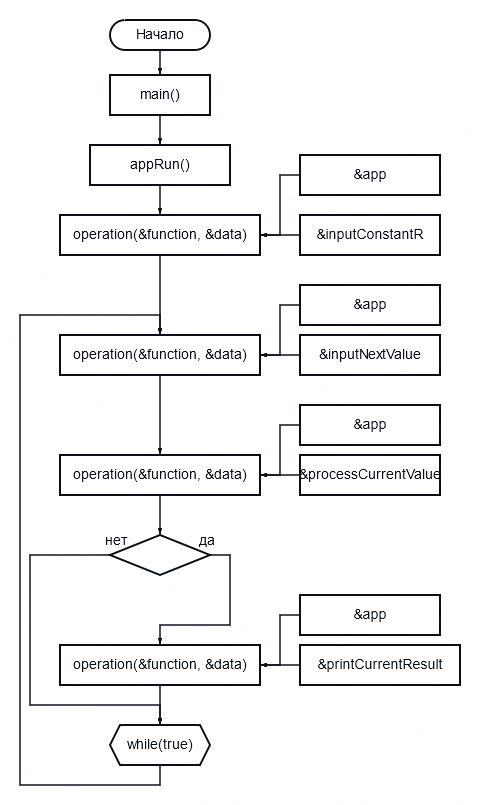 Начало
main()
appRun()
&app
operation(&function, &data)
&inputConstantR
&app
operation(&function, &data)
&inputNextValue
&app
operation(&function, &data)
&processCurrentValue
нет
да
&app
operation(&function, &data)
&printCurrentResult
while(true)